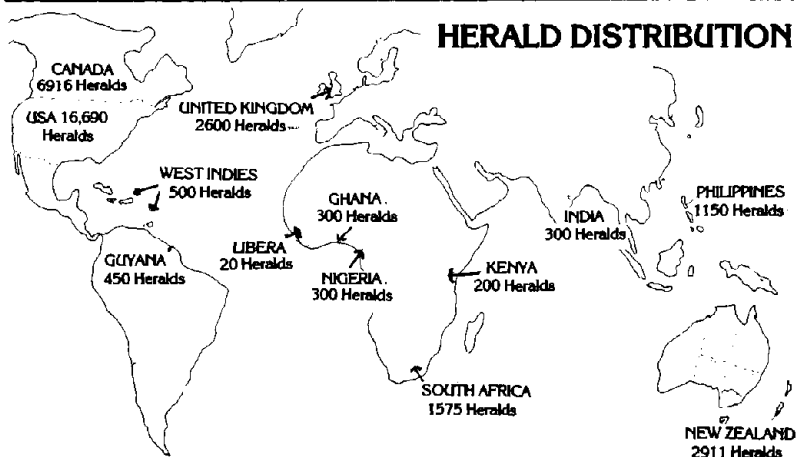 HERALD DISTRIBUTION
CANADA
6916 Heralds
USA 16,690
Heralds
UNITED KINGDOM
2600 Heralds
WEST INDIES
500 Heralds
GHANA
300 Heralds
PHILIPPINES
1150 Heralds
INDIA
300 Heralds
LIBERA
20 Heralds
GUYANA
450 Heralds
NIGERIA
300 Heralds
KENYA
200 Heralds
SOUTH AFRICA
1575 Heralds
NEW ZEALAND
2911 Heralds